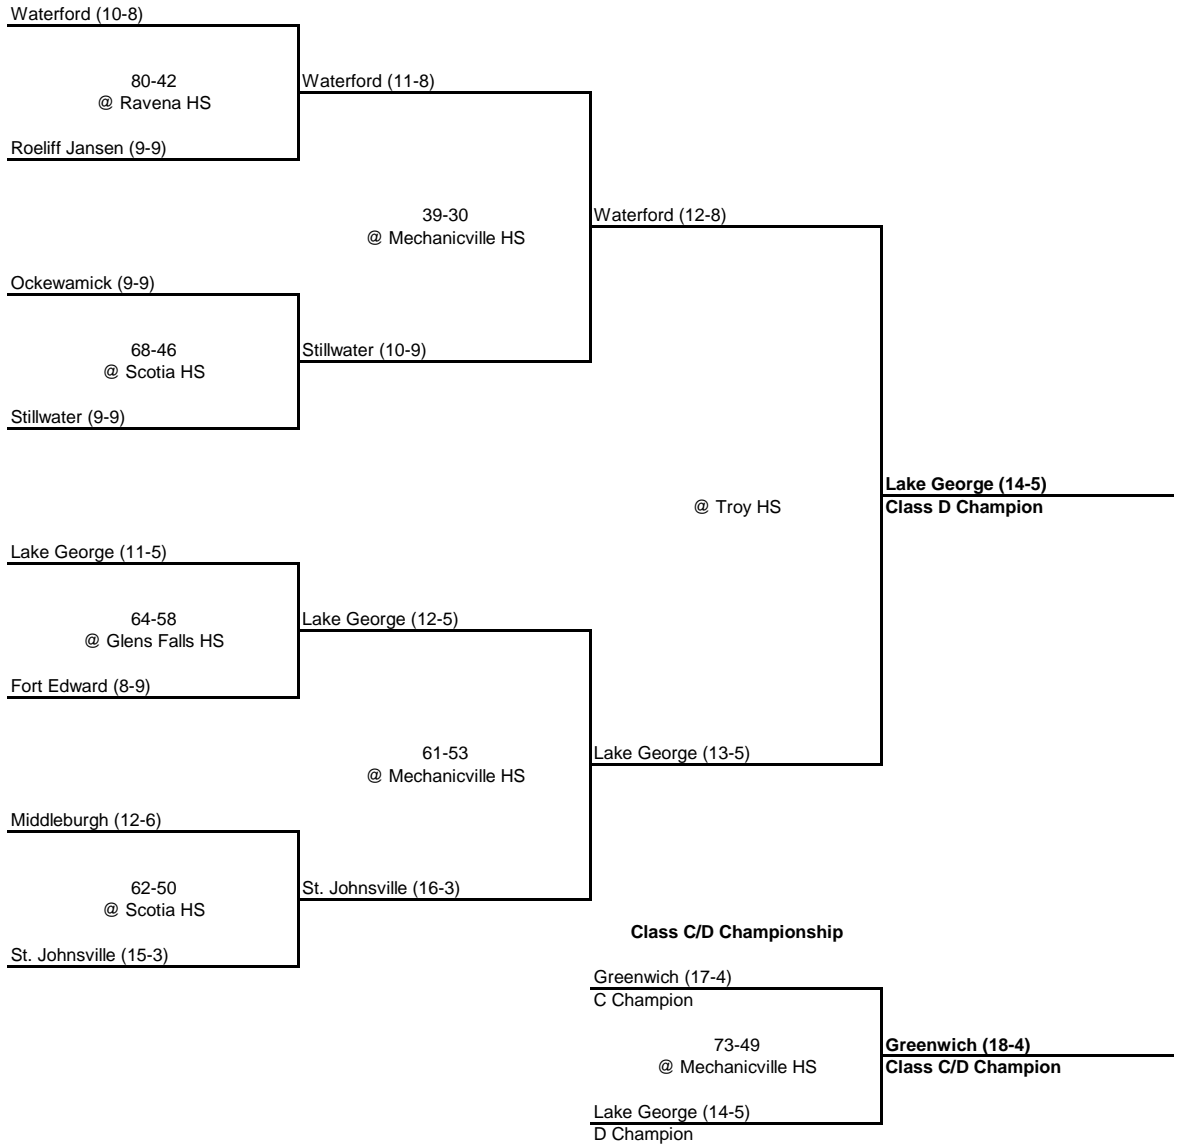 Waterford (10-8)
80-42
@ Ravena HS
Waterford (11-8)
Roeliff Jansen (9-9)
39-30
@ Mechanicville HS
Waterford (12-8)
Ockewamick (9-9)
68-46
@ Scotia HS
Stillwater (10-9)
Stillwater (9-9)
@ Troy HS
Lake George (14-5)
Class D Champion
Lake George (11-5)
64-58
@ Glens Falls HS
Lake George (12-5)
Fort Edward (8-9)
61-53
@ Mechanicville HS
Lake George (13-5)
Middleburgh (12-6)
62-50
@ Scotia HS
St. Johnsville (16-3)
St. Johnsville (15-3)
Class C/D Championship
Greenwich (17-4)
C Champion
73-49
@ Mechanicville HS
Greenwich (18-4)
Class C/D Champion
Lake George (14-5)
D Champion